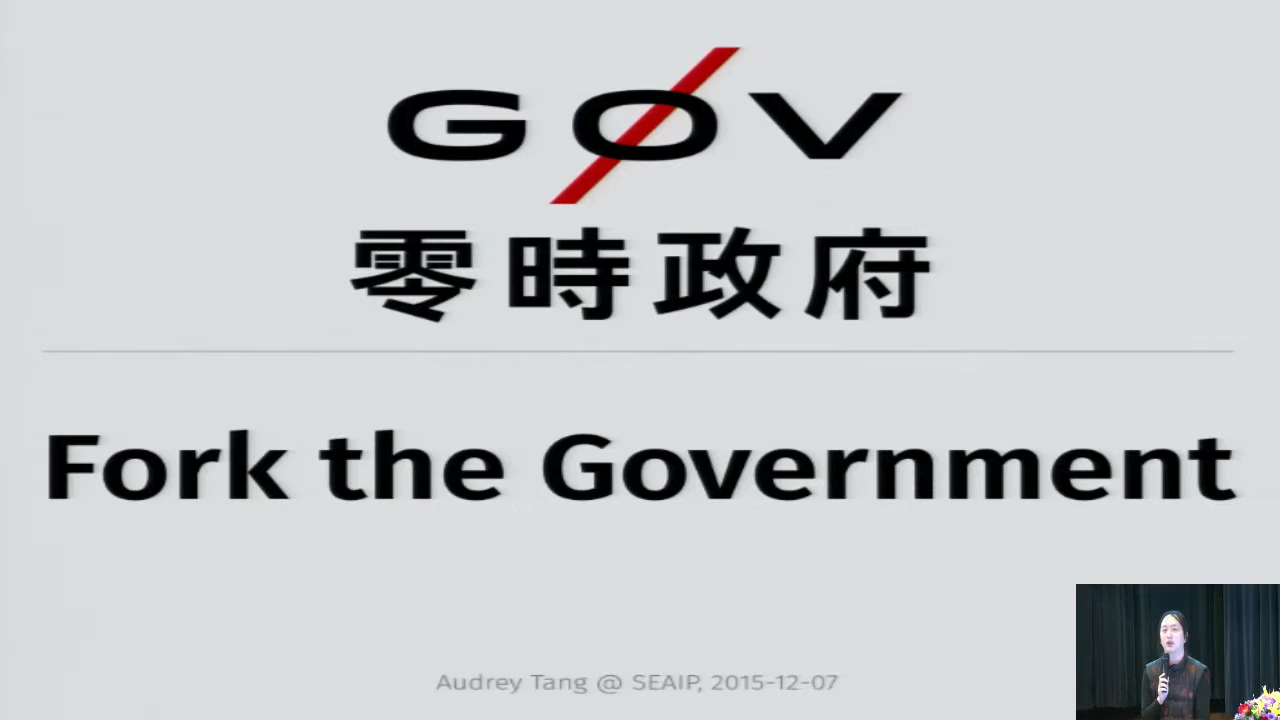 GØV
零時政府
Fork the Government
Audrey Tang @ SEAIP, 2015-12-07